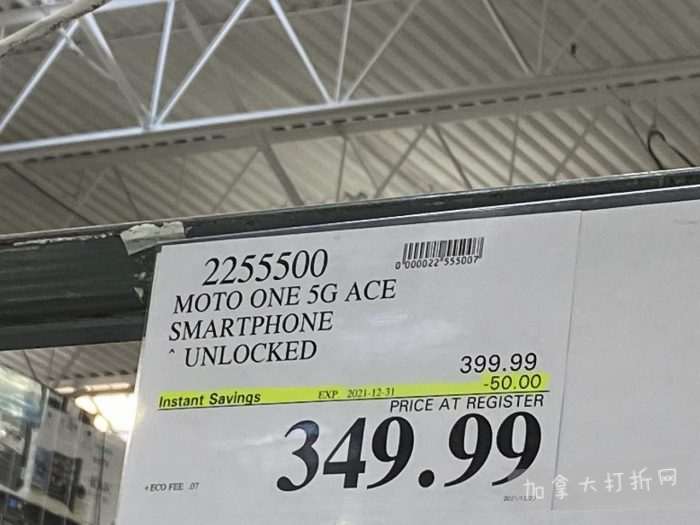 2255500
0 000022 555007
MOTO ONE 5G ACE
SMARTPHONE
^ UNLOCKED
399.99
Instant Savings EXP 2021-12-31 -50.00
PRICE AT REGISTER
349.99
+ECO FEE .07
加拿大打折网